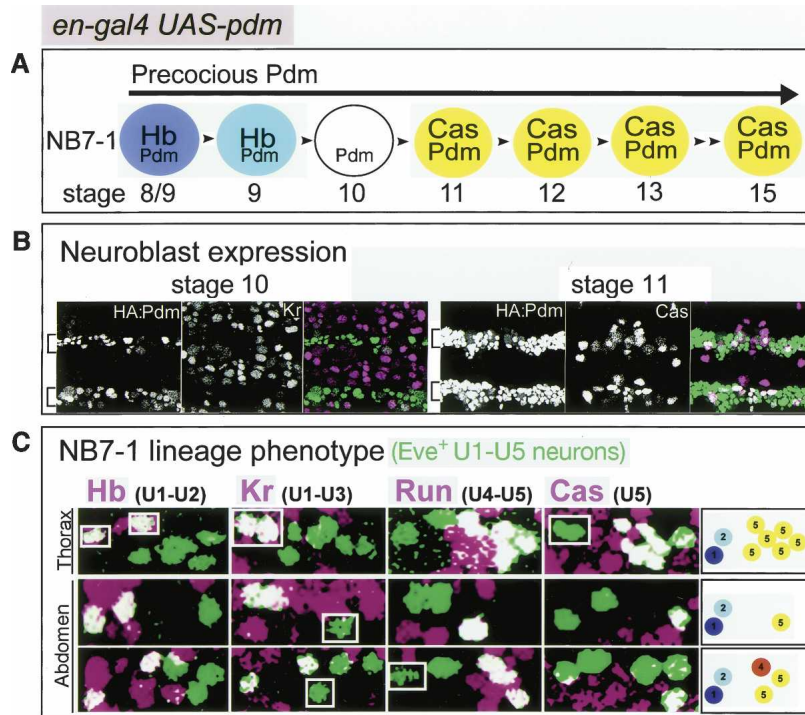 en-gal4 UAS-pdm
A
Precocious Pdm
NB7-1
Hb Pdm
Hb Pdm
Pdm
Cas Pdm
Cas Pdm
Cas Pdm
Cas Pdm
stage 8/9 9 10 11 12 13 15
B
Neuroblast expression
stage 10 stage 11
HA:Pdm Kr HA:Pdm Cas
C
NB7-1 lineage phenotype (Eve+ U1-U5 neurons)
Hb (U1-U2) Kr (U1-U3) Run (U4-U5) Cas (U5)
Thorax
1 2 5 5 5 5 5 5
Abdomen
1 2 5
1 2 4 5 5